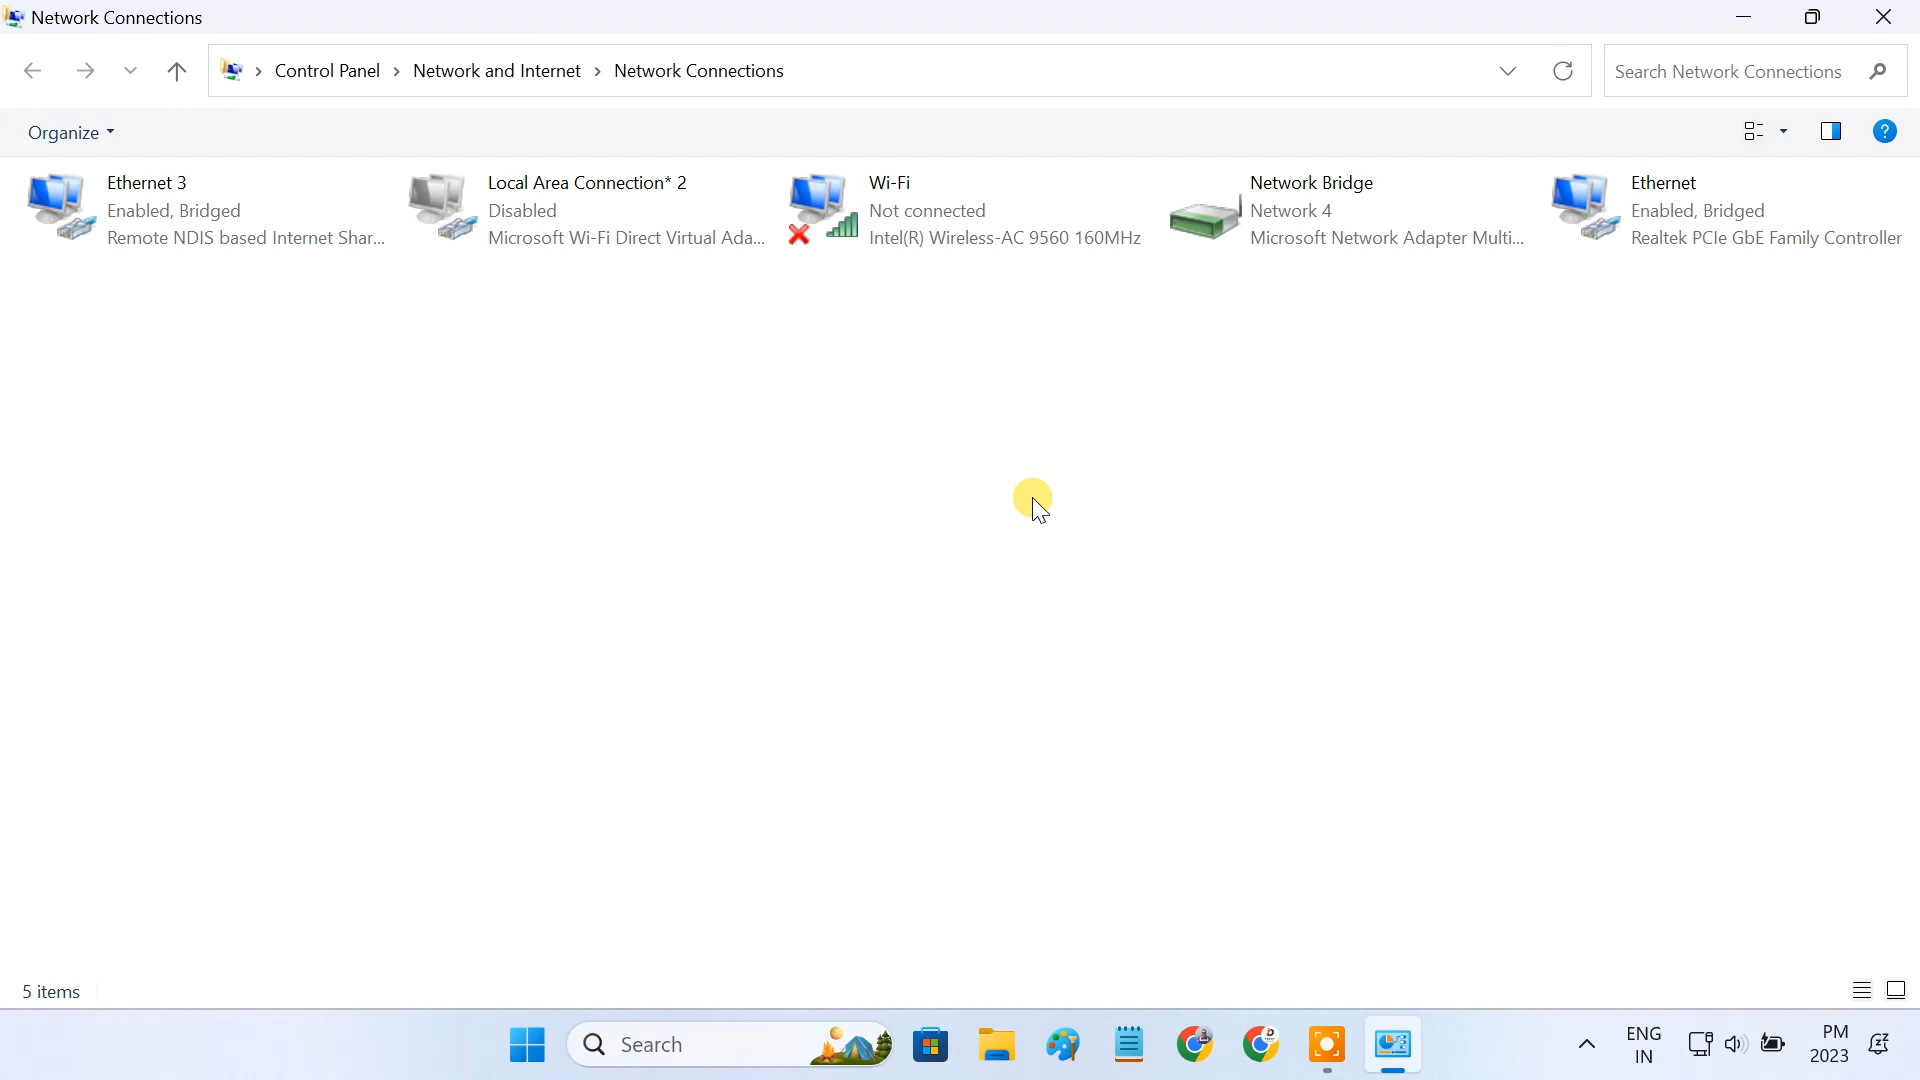 Network Connections
Control Panel > Network and Internet > Network Connections
Search Network Connections
Organize
Ethernet 3
Enabled, Bridged
Remote NDIS based Internet Shar...
Local Area Connection* 2
Disabled
Microsoft Wi-Fi Direct Virtual Ada...
Wi-Fi
Not connected
Intel(R) Wireless-AC 9560 160MHz
Network Bridge
Network 4
Microsoft Network Adapter Multi...
Ethernet
Enabled, Bridged
Realtek PCIe GbE Family Controller
5 items
Search
ENG
IN
PM
2023